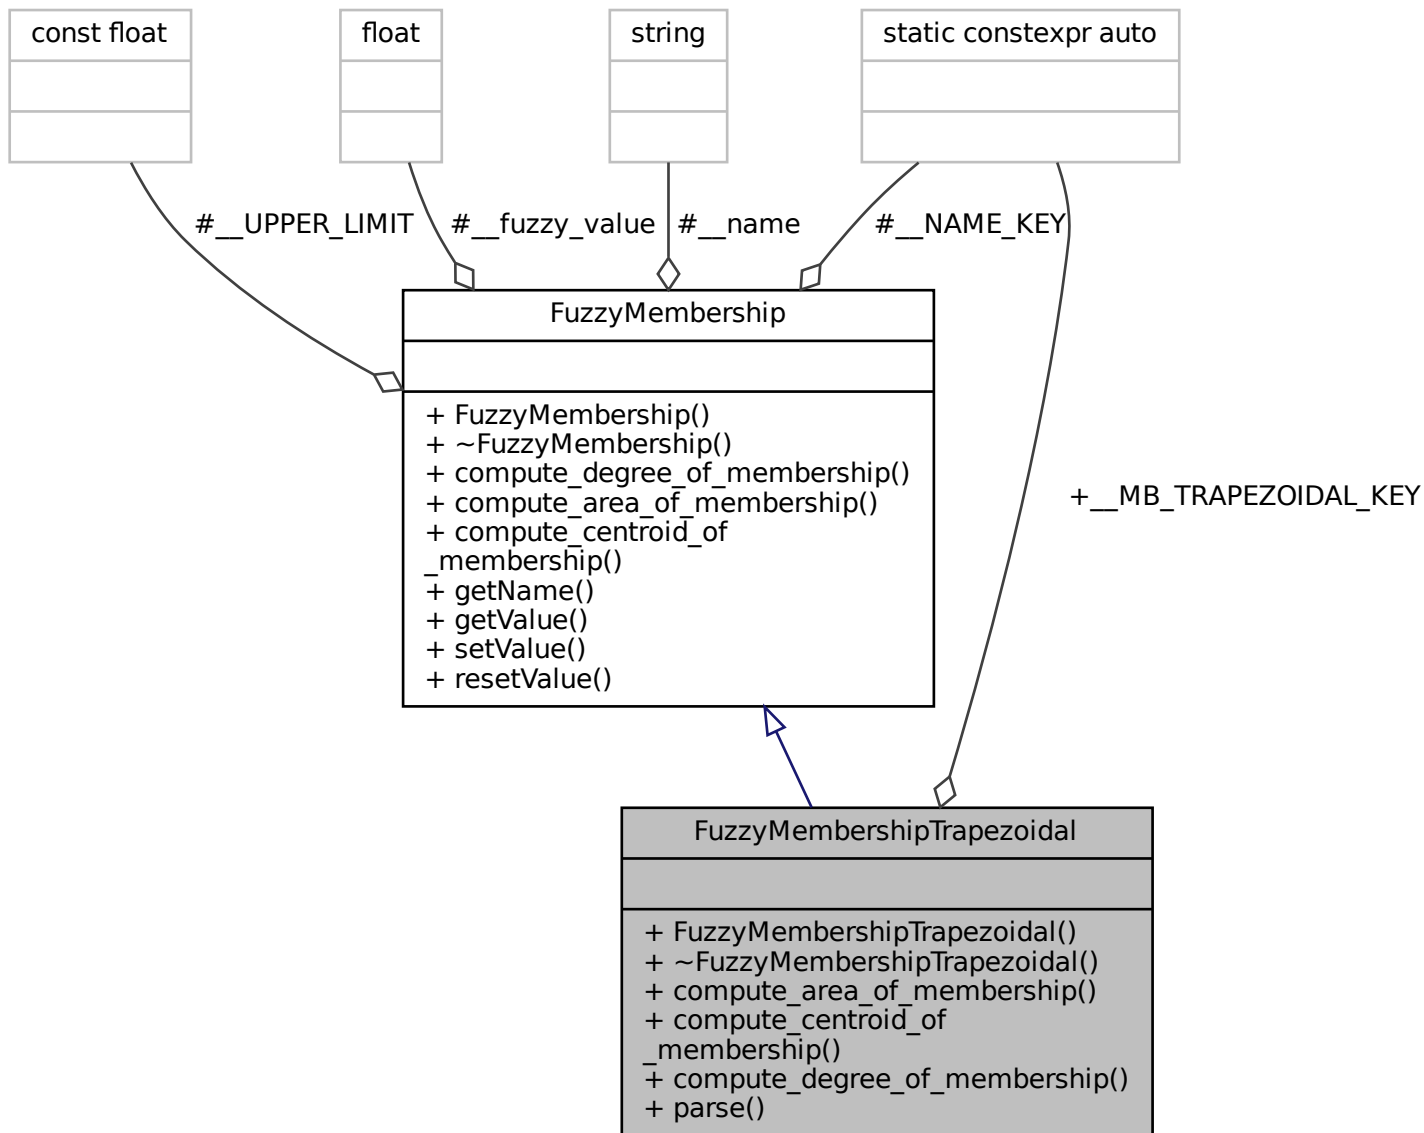 const float
float
string
static constexpr auto
#__UPPER_LIMIT
#__fuzzy_value
#__name
#__NAME_KEY
FuzzyMembership
+ FuzzyMembership()
+ ~FuzzyMembership()
+ compute_degree_of_membership()
+ compute_area_of_membership()
+ compute_centroid_of
_membership()
+ getName()
+ getValue()
+ setValue()
+ resetValue()
+__MB_TRAPEZOIDAL_KEY
FuzzyMembershipTrapezoidal
+ FuzzyMembershipTrapezoidal()
+ ~FuzzyMembershipTrapezoidal()
+ compute_area_of_membership()
+ compute_centroid_of
_membership()
+ compute_degree_of_membership()
+ parse()